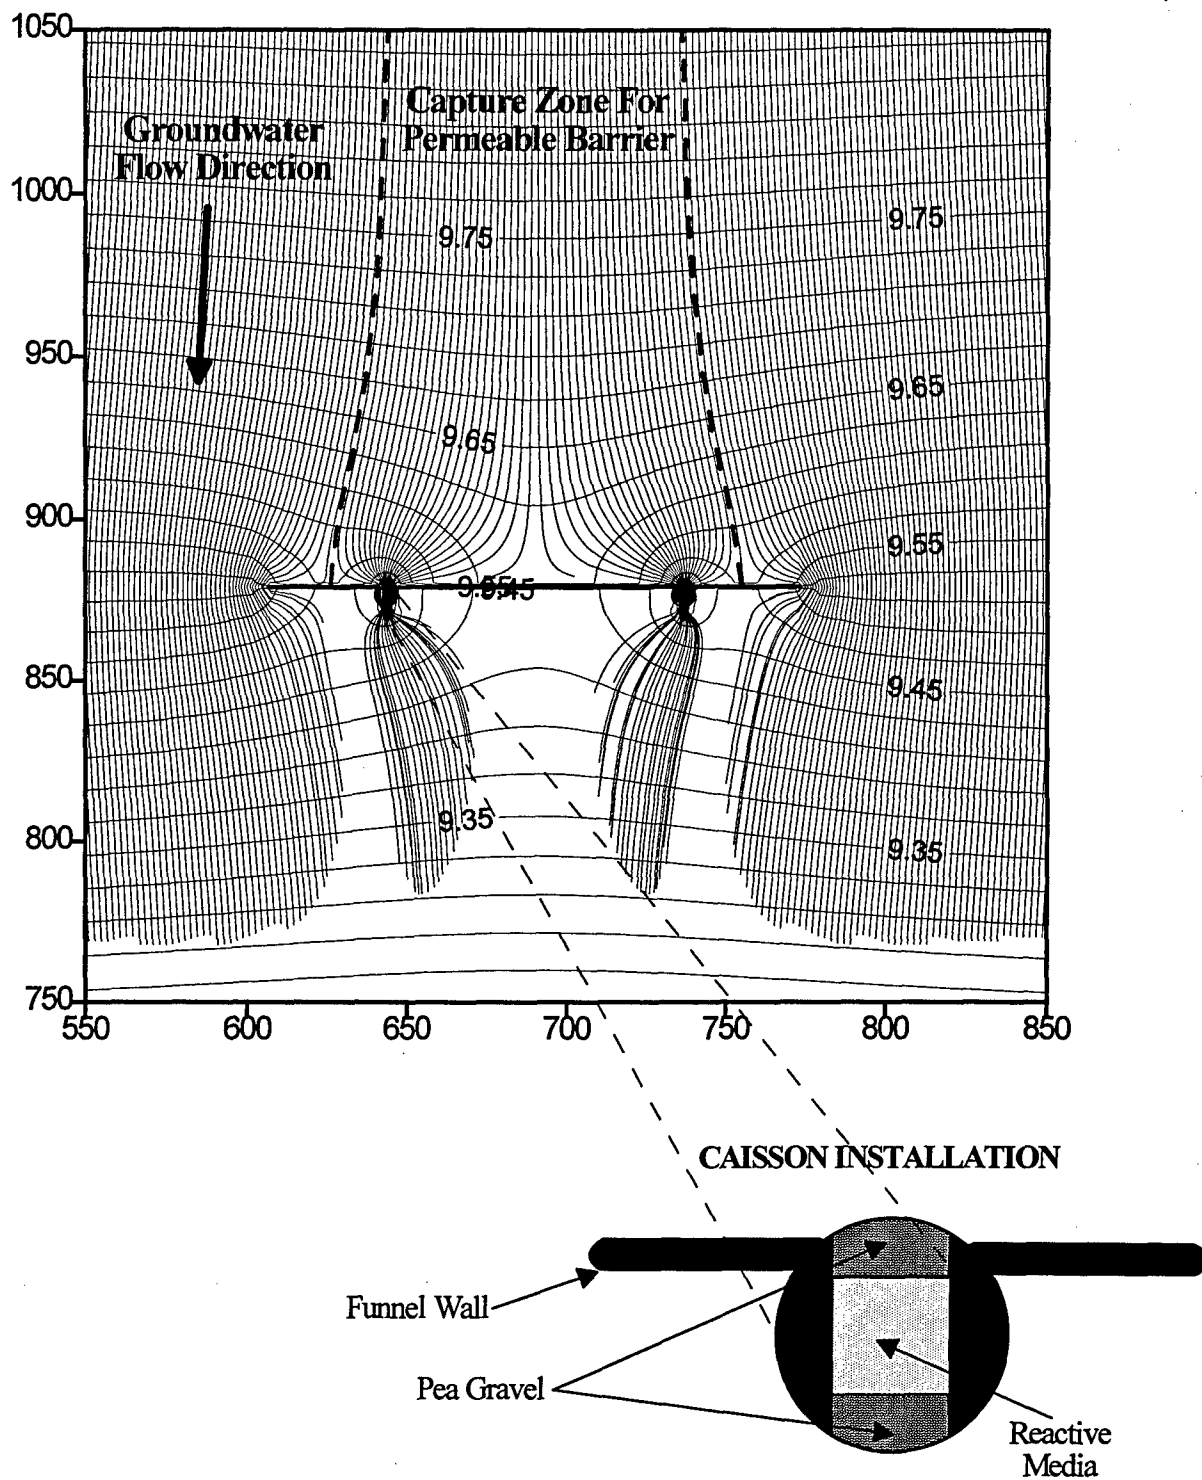 1050
Capture Zone For
Permeable Barrier
Groundwater
Flow Direction
1000
9.75
9.75
950
9.65
9.65
900
9.55
850
9.45
9.35
800
9.35
750
550
600
650
700
750
800
850
CAISSON INSTALLATION
Funnel Wall
Pea Gravel
Reactive
Media